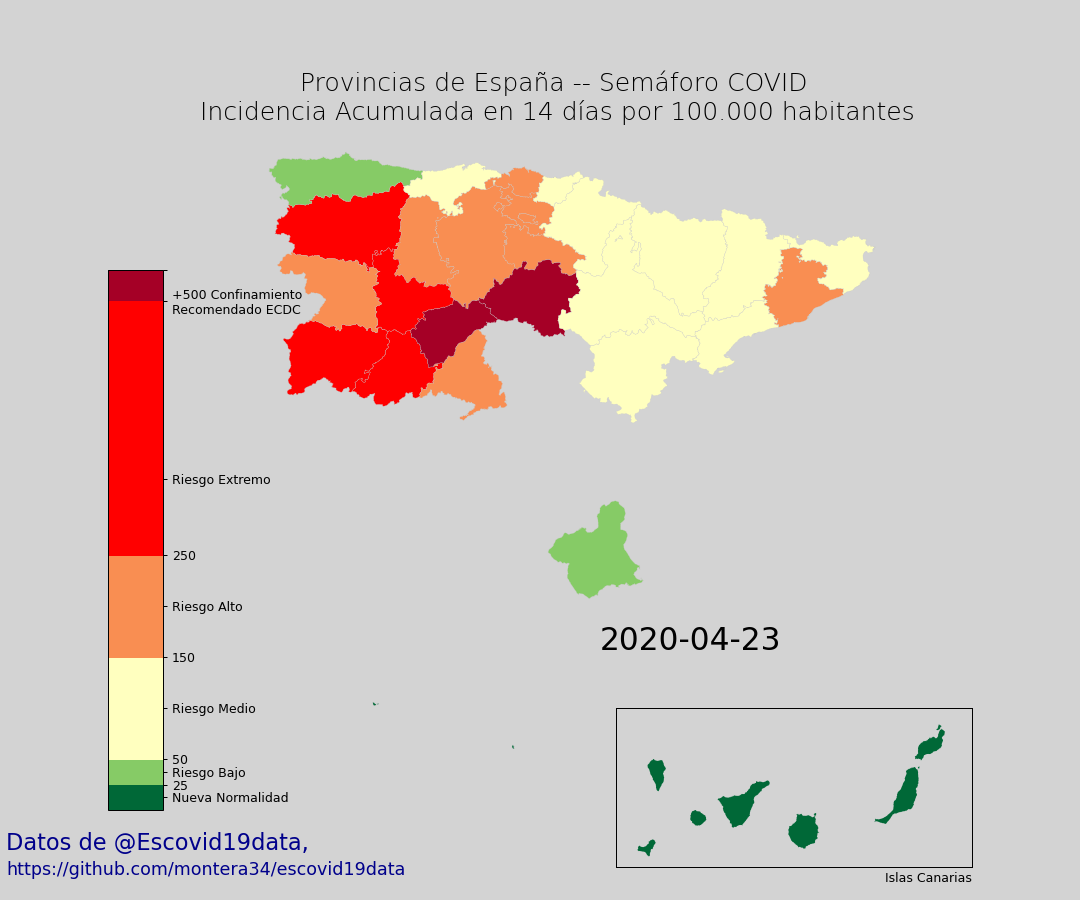 Provincias de España -- Semáforo COVID
Incidencia Acumulada en 14 días por 100.000 habitantes
+500 Confinamiento
Recomendado ECDC
Riesgo Extremo
250
Riesgo Alto
150
Riesgo Medio
50
Riesgo Bajo
25
Nueva Normalidad
2020-04-23
Islas Canarias
Datos de @Escovid19data,
https://github.com/montera34/escovid19data